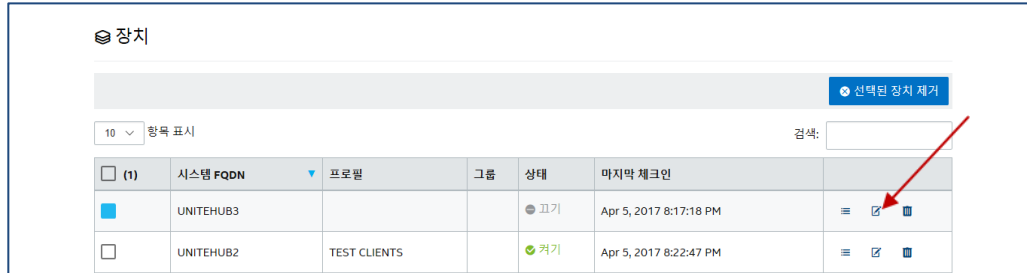 장치
선택된 장치 제거
10 항목 표시
검색:
(1) 시스템 FQDN 프로필 그룹 상태 마지막 체크인
UNITEHUB3 끄기 Apr 5, 2017 8:17:18 PM
UNITEHUB2 TEST CLIENTS 켜기 Apr 5, 2017 8:22:47 PM